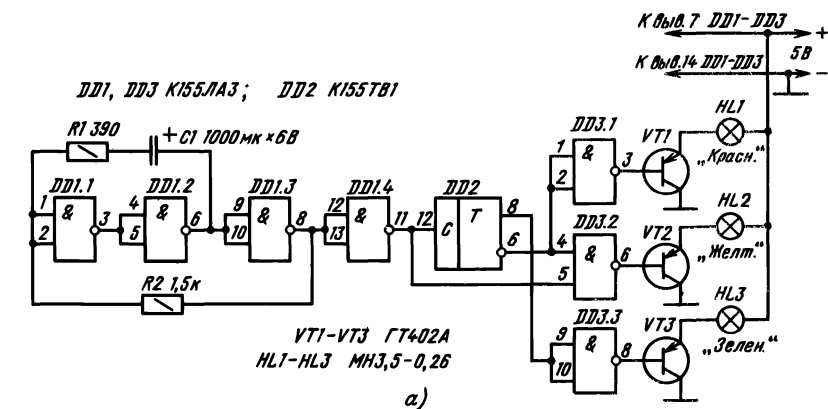 К выв. 7 DD1-DD3
+
5В
К выв. 14 DD1-DD3
−
DD1, DD3 К155ЛА3; DD2 К155ТВ1
R1 390
+ C1 1000мк×6В
DD1.1
1
2
&
3
DD1.2
4
5
&
6
DD1.3
9
10
&
8
DD1.4
12
13
&
11
DD2
12
C
T
8
6
DD3.1
1
2
&
3
VT1
HL1
„Красн.“
DD3.2
4
5
&
6
VT2
HL2
„Желт.“
DD3.3
9
10
&
8
VT3
HL3
„Зелен.“
R2 1,5к
VT1-VT3 ГТ402А
HL1-HL3 МН3,5-0,26
а)